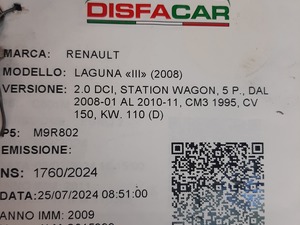 DISFACAR
MARCA: RENAULT
MODELLO: LAGUNA «III» (2008)
VERSIONE: 2.0 DCI, STATION WAGON, 5 P., DAL
2008-01 AL 2010-11, CM3 1995, CV
150, KW. 110 (D)
P5: M9R802
EMISSIONE:
NS: 1760/2024
DATA: 25/07/2024 08:51:00
ANNO IMM: 2009